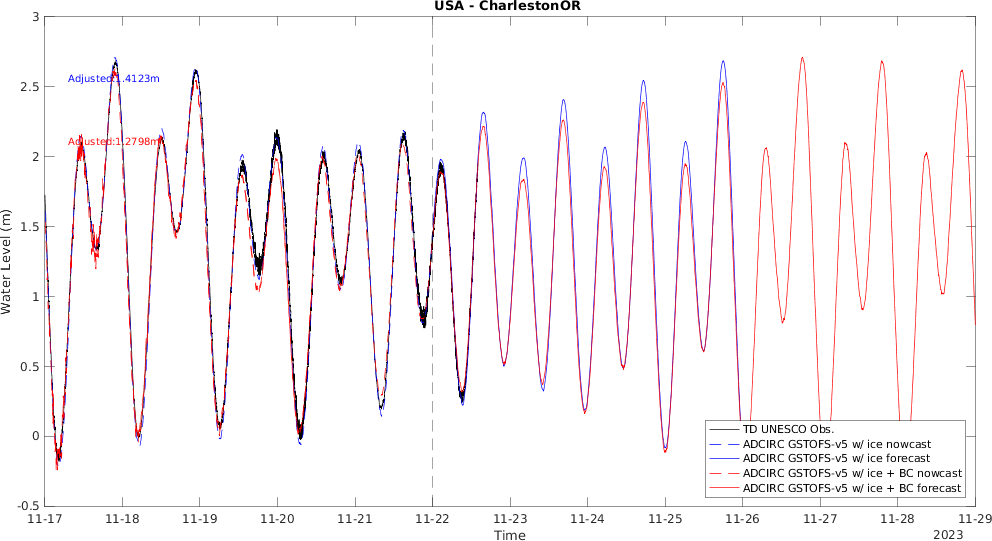 USA - CharlestonOR
3
2.5
2
1.5
1
0.5
0
-0.5
Water Level (m)
Adjusted:1.4123m
Adjusted:1.2798m
TD UNESCO Obs.
ADCIRC GSTOFS-v5 w/ ice nowcast
ADCIRC GSTOFS-v5 w/ ice forecast
ADCIRC GSTOFS-v5 w/ ice + BC nowcast
ADCIRC GSTOFS-v5 w/ ice + BC forecast
11-17 11-18 11-19 11-20 11-21 11-22 11-23 11-24 11-25 11-26 11-27 11-28 11-29
Time
2023